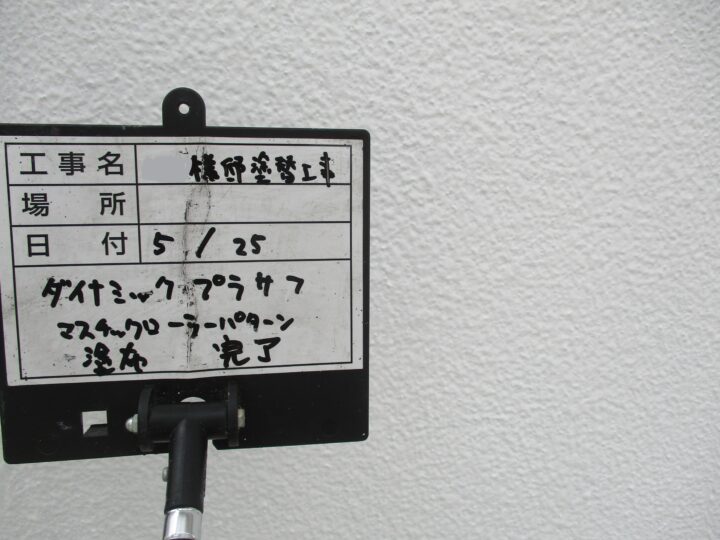 工事名 様邸塗替工事
場所
日付 5/25
ダイナミックプラサフ
マスチックローラーパターン
塗布 完了